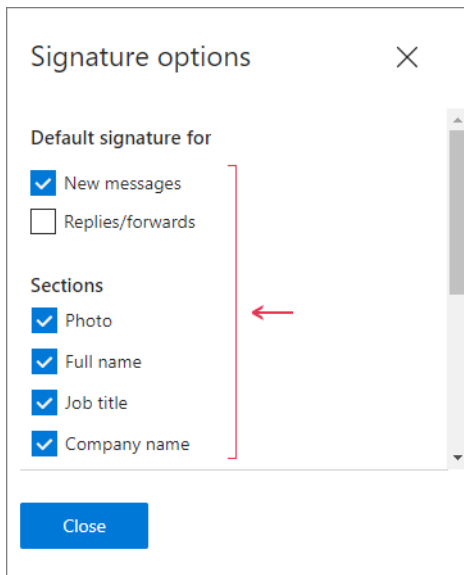 Signature options
Default signature for
New messages
Replies/forwards
Sections
Photo
Full name
Job title
Company name
Close